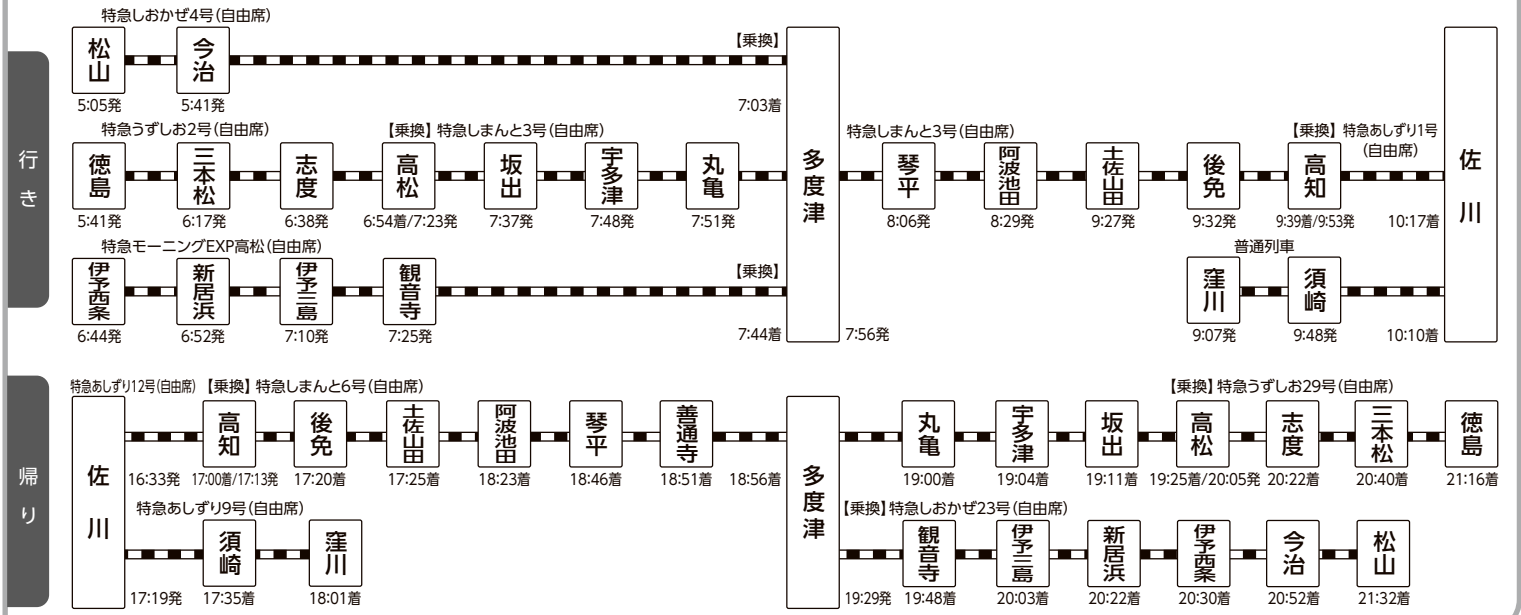 行き
特急しおかぜ4号(自由席)
【乗換】
松山
今治
5:05発
5:41発
7:03着
特急うずしお2号(自由席)
【乗換】特急しまんと3号(自由席)
徳島
三本松
志度
高松
坂出
宇多津
丸亀
5:41発
6:17発
6:38発
6:54着/7:23発
7:37発
7:48発
7:51発
特急モーニングEXP高松(自由席)
【乗換】
伊予西条
新居浜
伊予三島
観音寺
6:44発
6:52発
7:10発
7:25発
7:44着
多度津
7:56発
特急しまんと3号(自由席)
【乗換】特急あしずり1号
(自由席)
琴平
阿波池田
土佐山田
後免
高知
8:06発
8:29発
9:27発
9:32発
9:39着/9:53発
10:17着
普通列車
窪川
須崎
9:07発
9:48発
10:10着
佐川
帰り
特急あしずり12号(自由席)
【乗換】特急しまんと6号(自由席)
佐川
高知
後免
土佐山田
阿波池田
琴平
善通寺
16:33発
17:00着/17:13発
17:20着
17:25着
18:23着
18:46着
18:51着
18:56着
特急あしずり9号(自由席)
須崎
窪川
17:19発
17:35着
18:01着
多度津
【乗換】特急うずしお29号(自由席)
丸亀
宇多津
坂出
高松
志度
三本松
徳島
19:00着
19:04着
19:11着
19:25着/20:05発
20:22着
20:40着
21:16着
【乗換】特急しおかぜ23号(自由席)
観音寺
伊予三島
新居浜
伊予西条
今治
松山
19:29発
19:48着
20:03着
20:22着
20:30着
20:52着
21:32着